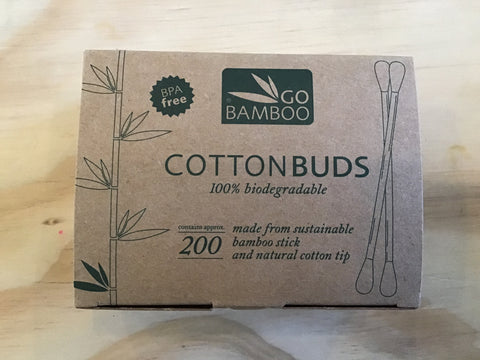 BPA
free
GO
® BAMBOO
COTTONBUDS
100% biodegradable
contains approx.
200
made from sustainable
bamboo stick
and natural cotton tip